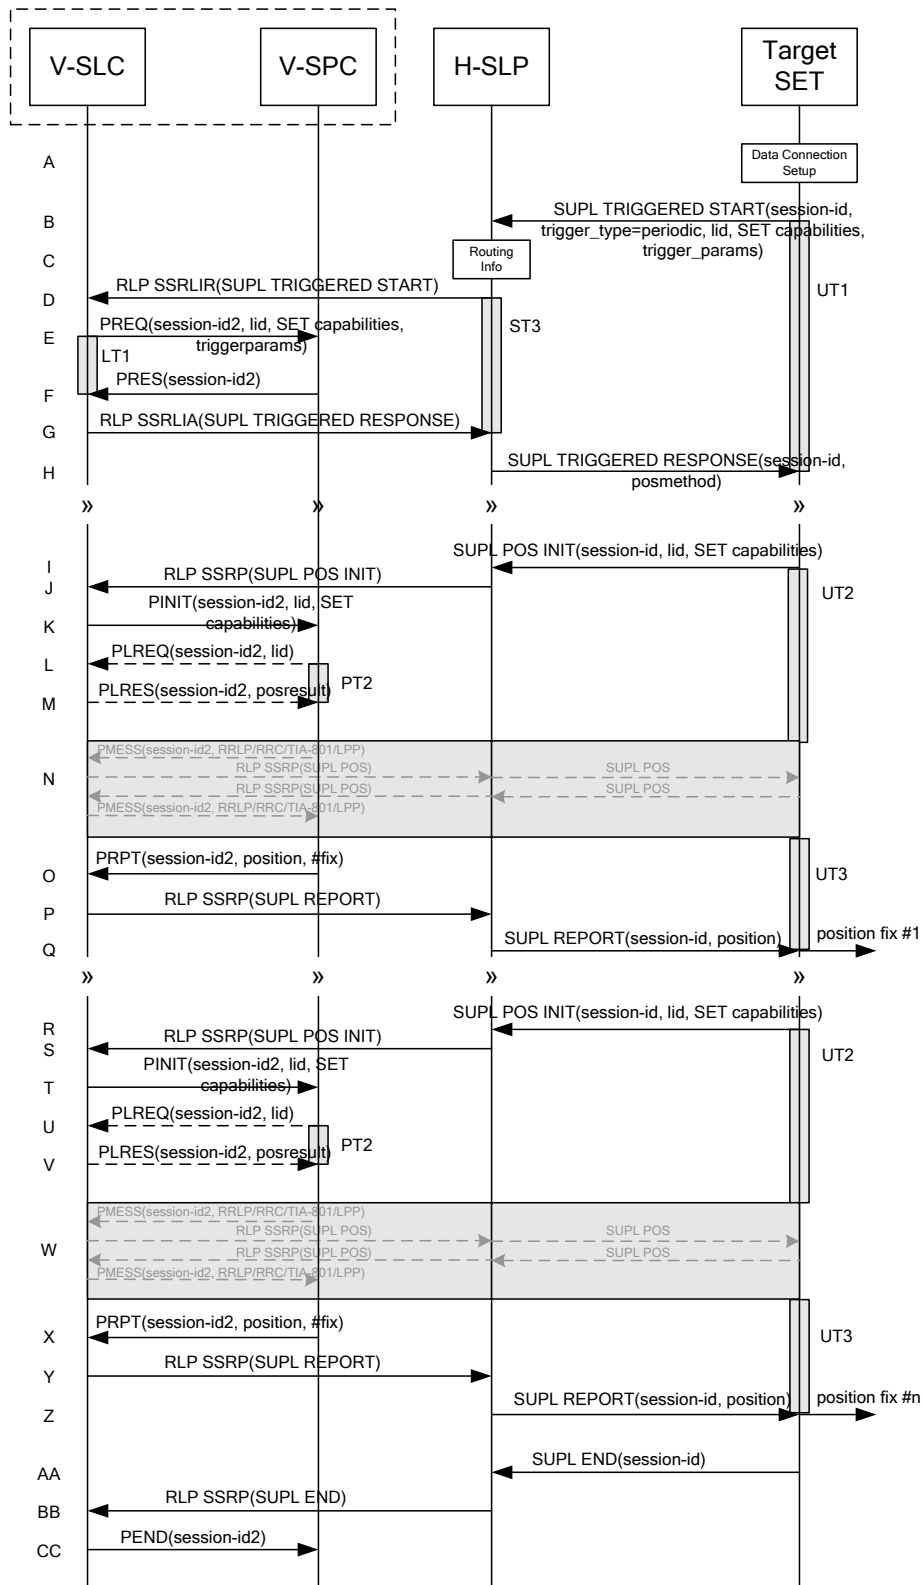 V-SLC
V-SPC
H-SLP
Target
SET
A
Data Connection
Setup
B
SUPL TRIGGERED START(session-id,
trigger_type=periodic, lid, SET capabilities,
trigger_params)
C
Routing
Info
D
RLP SSRLIR(SUPL TRIGGERED START)
UT1
E
PREQ(session-id2, lid, SET capabilities,
triggerparams)
ST3
LT1
F
PRES(session-id2)
G
RLP SSRLIA(SUPL TRIGGERED RESPONSE)
H
SUPL TRIGGERED RESPONSE(session-id,
posmethod)
» » » »
SUPL POS INIT(session-id, lid, SET capabilities)
I
J
RLP SSRP(SUPL POS INIT)
UT2
K
PINIT(session-id2, lid, SET
capabilities)
L
PLREQ(session-id2, lid)
PT2
M
PLRES(session-id2, posresult)
PMESS(session-id2, RRLP/RRC/TIA-801/LPP)
N
RLP SSRP(SUPL POS)
SUPL POS
RLP SSRP(SUPL POS)
SUPL POS
PMESS(session-id2, RRLP/RRC/TIA-801/LPP)
O
PRPT(session-id2, position, #fix)
UT3
P
RLP SSRP(SUPL REPORT)
Q
SUPL REPORT(session-id, position)
position fix #1
» » » »
SUPL POS INIT(session-id, lid, SET capabilities)
R
S
RLP SSRP(SUPL POS INIT)
UT2
T
PINIT(session-id2, lid, SET
capabilities)
U
PLREQ(session-id2, lid)
PT2
V
PLRES(session-id2, posresult)
PMESS(session-id2, RRLP/RRC/TIA-801/LPP)
W
RLP SSRP(SUPL POS)
SUPL POS
RLP SSRP(SUPL POS)
SUPL POS
PMESS(session-id2, RRLP/RRC/TIA-801/LPP)
X
PRPT(session-id2, position, #fix)
UT3
Y
RLP SSRP(SUPL REPORT)
Z
SUPL REPORT(session-id, position)
position fix #n
AA
SUPL END(session-id)
BB
RLP SSRP(SUPL END)
CC
PEND(session-id2)